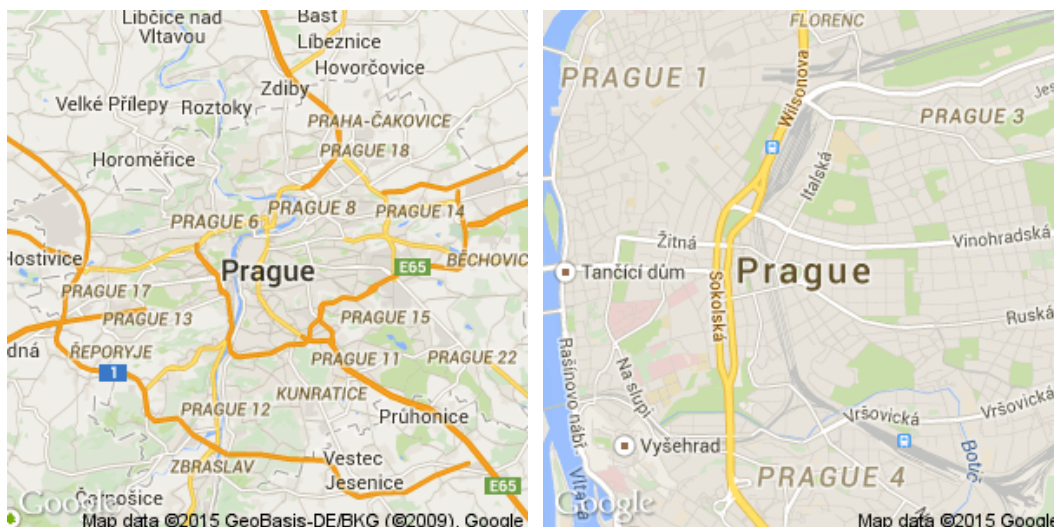 Libčice nad
Vltavou
Bast
Líbeznice
Hovorčovice
Zdiby
Velké Přílepy
Roztoky
PRAHA-ČAKOVICE
PRAGUE 18
Horoměřice
PRAGUE 8
PRAGUE 6
PRAGUE 14
Hostivice
BĚCHOVIC
E65
Prague
PRAGUE 17
PRAGUE 13
PRAGUE 15
dná
ŘEPORYJE
PRAGUE 11
PRAGUE 22
1
KUNRATICE
PRAGUE 12
Průhonice
ZBRASLAV
Vestec
Jesenice
E65
Černošice
Google
Map data ©2015 GeoBasis-DE/BKG (©2009), Google
FLORENC
PRAGUE 1
Wilsonova
Jes
PRAGUE 3
Italská
Žitná
Vinohradská
Tančící dům
Prague
Sokolská
Ruská
Rašínovo nábř.
Na slupi
Vršovická
Vršovická
Vyšehrad
Botič
PRAGUE 4
Vltava
Google
Map data ©2015 Google